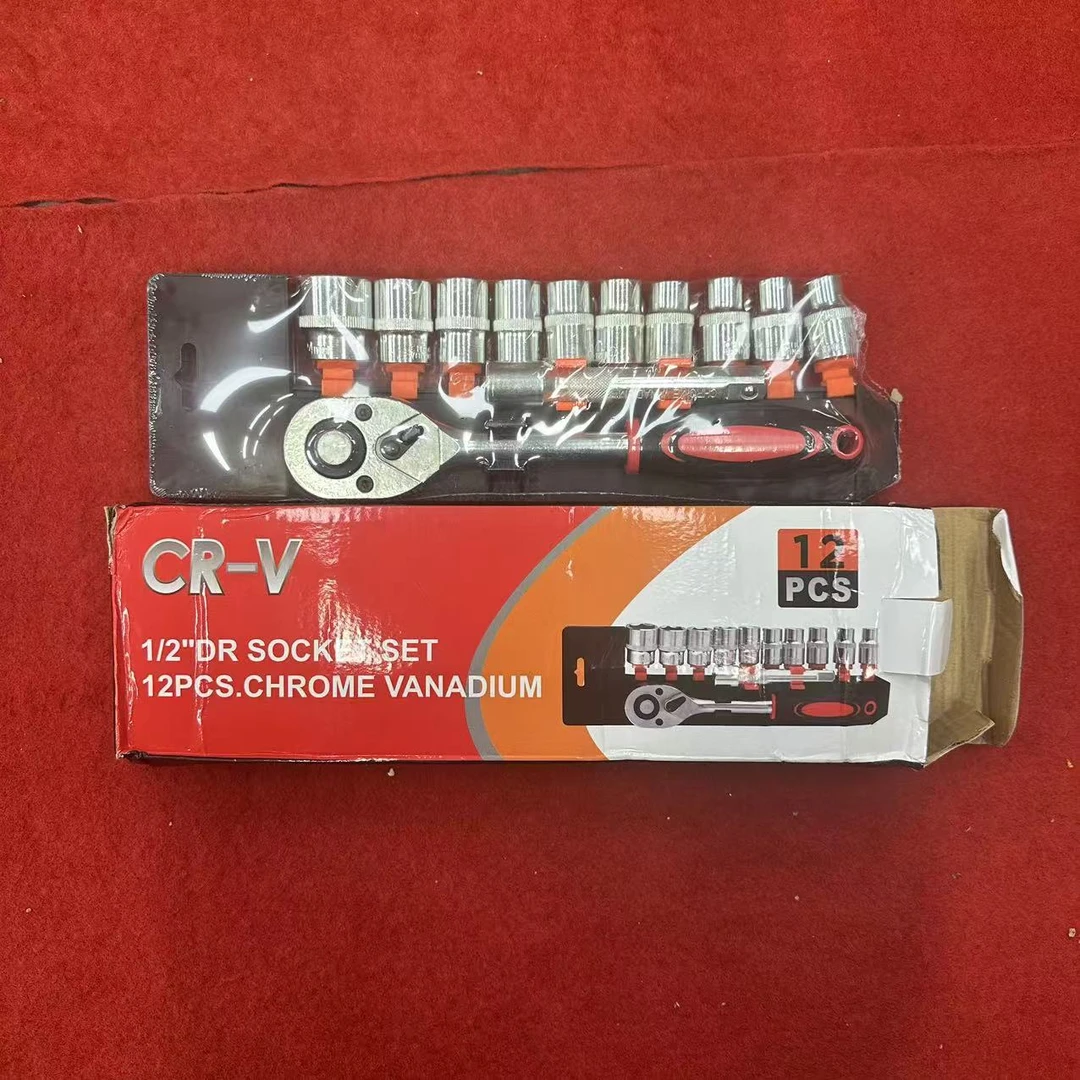 CR-V
12
PCS
1/2"DR SOCKET SET
12PCS.CHROME VANADIUM